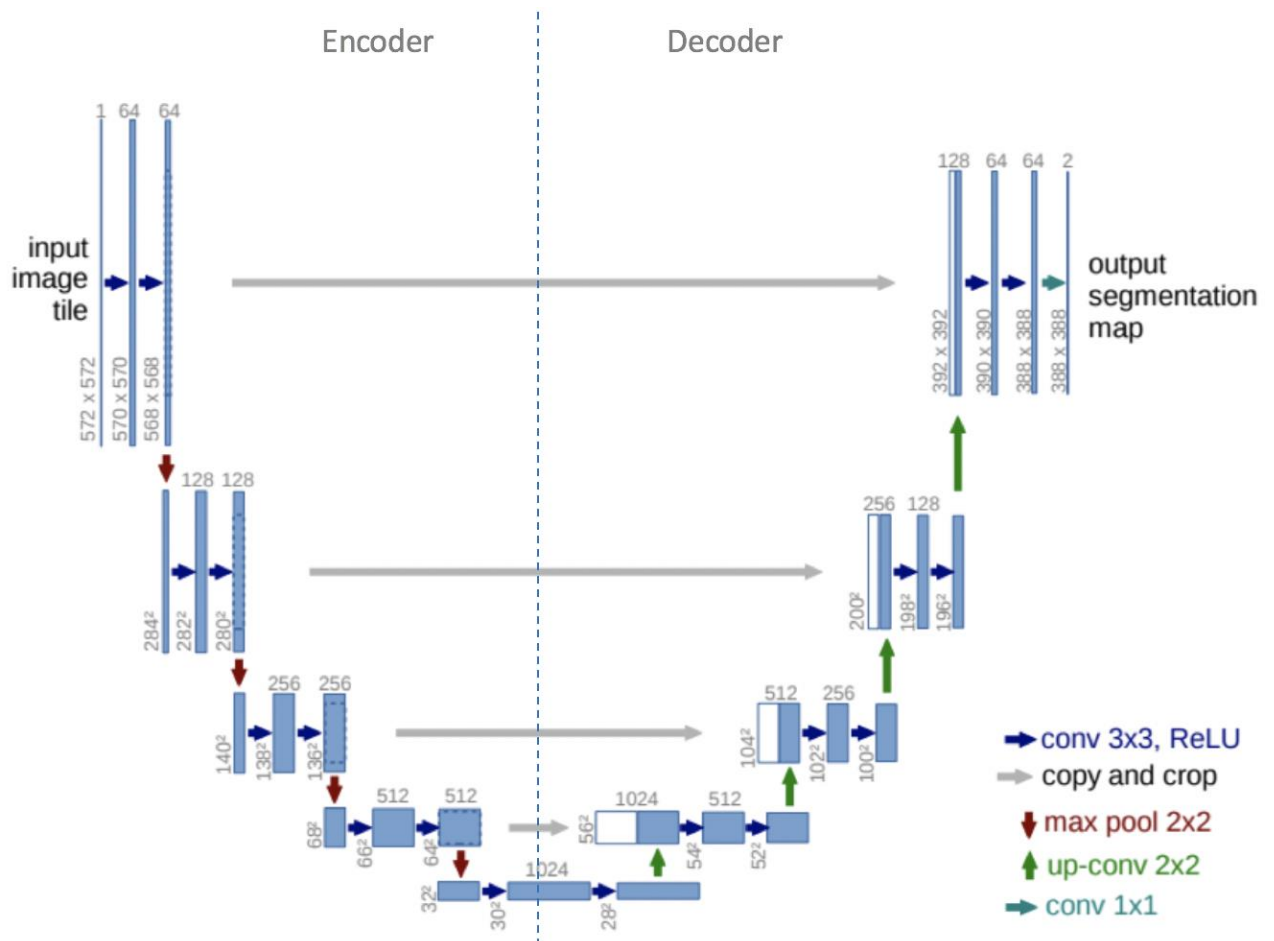 Encoder
Decoder
1 64 64
input
image
tile
572 x 572
570 x 570
568 x 568
128 64 64 2
392 x 392
390 x 390
388 x 388
388 x 388
output
segmentation
map
128 128
284²
282²
280²
256 128
200²
198²
196²
256 256
140²
138²
136²
512 256
104²
102²
100²
512 512
68²
66²
64²
1024 512
56²
54²
52²
1024
32²
30²
28²
conv 3x3, ReLU
copy and crop
max pool 2x2
up-conv 2x2
conv 1x1